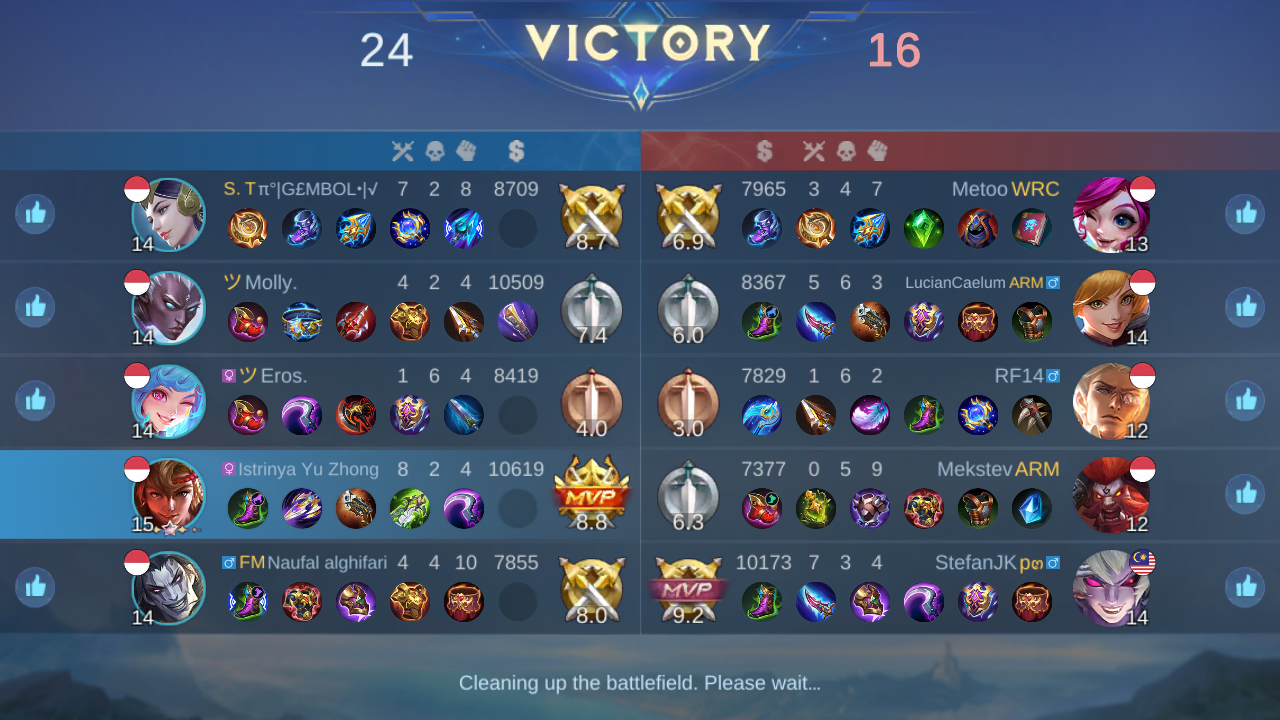 24 VICTORY 16
S. T π°|G£MBOL•|√ 7 2 8 8709 8.7 14
6.9 7965 3 4 7 Metoo WRC 13
ツ Molly. 4 2 4 10509 7.4 14
6.0 8367 5 6 3 LucianCaelum ARM 14
ツ Eros. 1 6 4 8419 4.0 14
3.0 7829 1 6 2 RF14 12
Istrinya Yu Zhong 8 2 4 10619 MVP 8.8 15
6.3 7377 0 5 9 Mekstev ARM 12
FM Naufal alghifari 4 4 10 7855 8.0 14
MVP 9.2 10173 7 3 4 StefanJK 14
Cleaning up the battlefield. Please wait...